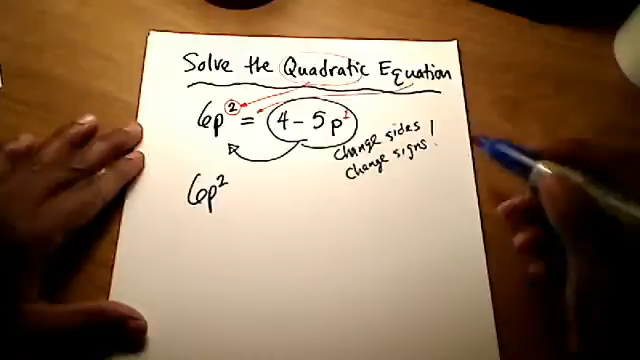 Solve the Quadratic Equation
6p² = 4 - 5p¹
change sides !
change signs
6p²